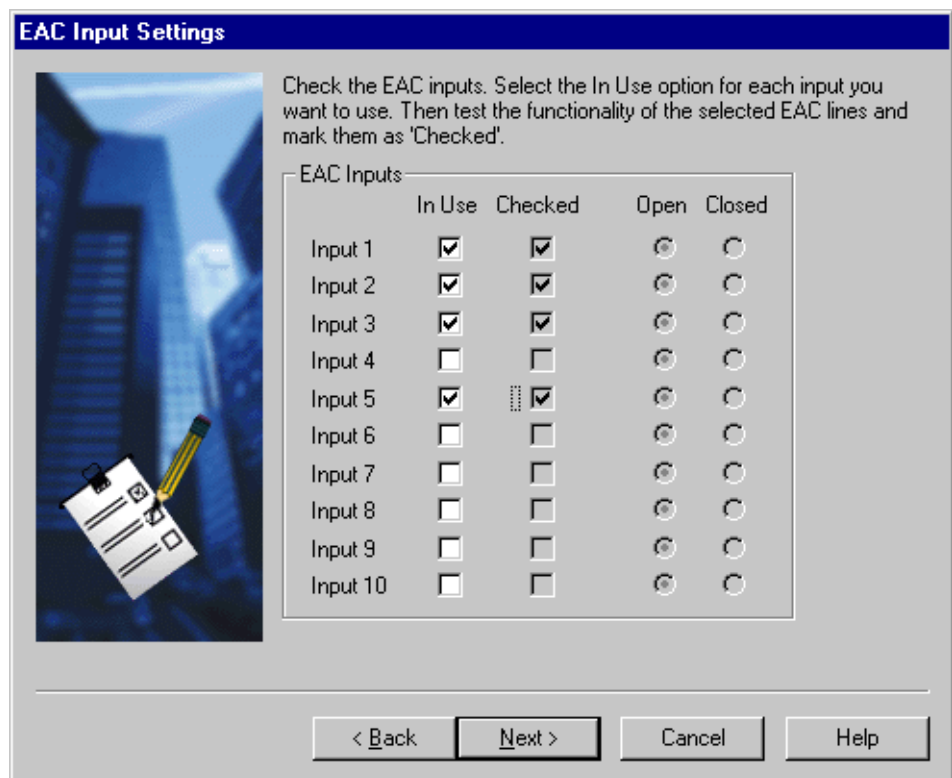 EAC Input Settings
Check the EAC inputs. Select the In Use option for each input you
want to use. Then test the functionality of the selected EAC lines and
mark them as 'Checked'.
EAC Inputs
In Use Checked Open Closed
Input 1
Input 2
Input 3
Input 4
Input 5
Input 6
Input 7
Input 8
Input 9
Input 10
< Back Next > Cancel Help